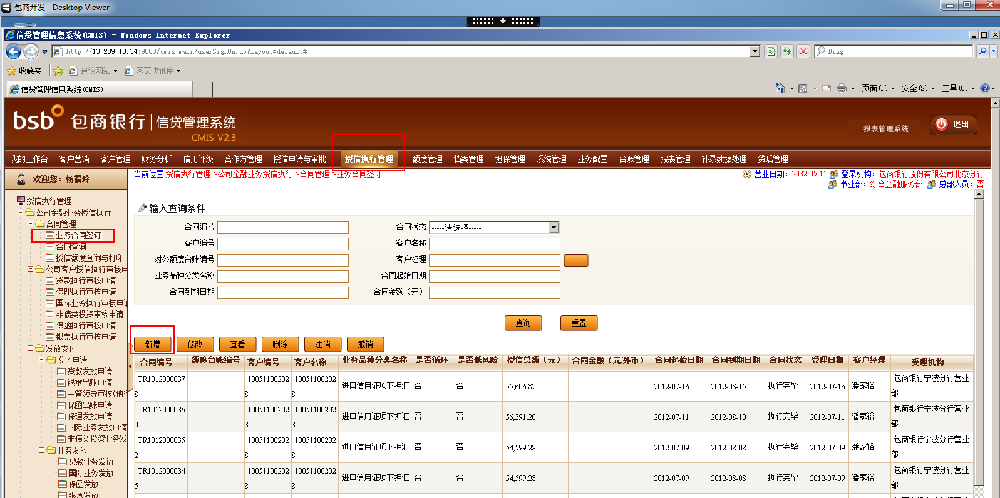 包商开发 - Desktop Viewer
信贷管理信息系统(CMIS) - Windows Internet Explorer
http://13.239.13.34:9080/cmis-main/userSignOn.do?layout=default#
Bing
收藏夹 建议网站 网页快讯库
信贷管理信息系统(CMIS)
页面(P) 安全(S) 工具(O)
bsb 包商银行 信贷管理系统
CMIS V2.3
报表管理系统 退出
我的工作台 客户营销 客户管理 财务分析 信用评级 合作方管理 授信申请与审批 授信执行管理 额度管理 档案管理 担保管理 系统管理 业务配置 台账管理 报表管理 补录数据处理 贷后管理
欢迎您：杨福玲
当前位置:授信执行管理->公司金融业务授信执行->合同管理->业务合同签订
营业日期：2032-05-11 登录机构：包商银行股份有限公司北京分行
事业部：综合金融服务部 总部人员：否
授信执行管理
公司金融业务授信执行
合同管理
业务合同签订
合同查询
授信额度查询与打印
公司客户授信执行审核申
贷款执行审核申请
保理执行审核申请
国际业务执行审核申请
非债类投资审核申请
保函执行审核申请
银票执行审核申请
发放支付
发放申请
贷款发放申请
银承出账申请
主管领导审核(他行
保函出账申请
保理发放申请
国际业务发放申请
非债类投资业务发
业务发放
贷款业务发放
国际业务发放
保函发放
银承发放
输入查询条件
合同编号 合同状态 -----请选择-----
客户编号 客户名称
对公额度台账编号 客户经理 ...
业务品种分类名称 合同起始日期
合同到期日期 合同金额（元）
查询 重置
新增 修改 查看 删除 注销 撤销
合同编号 额度台账编号 客户编号 客户名称 业务品种分类名称 是否循环 是否低风险 授信总额（元） 合同金额（元/外币） 合同起始日期 合同到期日期 合同状态 受理日期 客户经理 受理机构
TR1012000037 10051100202 10051100202 进口信用证项下押汇 否 否 55,606.82 2012-07-16 2012-08-15 执行完毕 2012-07-16 潘家裕 包商银行宁波分行营业
8 8 8 部
TR1012000036 10051100202 10051100202 进口信用证项下押汇 否 否 56,391.20 2012-07-11 2012-08-10 执行完毕 2012-07-11 潘家裕 包商银行宁波分行营业
0 8 8 部
TR1012000035 10051100202 10051100202 进口信用证项下押汇 否 否 54,599.28 2012-07-09 2012-08-08 执行完毕 2012-07-09 潘家裕 包商银行宁波分行营业
2 8 8 部
TR1012000034 10051100202 10051100202 进口信用证项下押汇 否 否 54,599.28 2012-07-09 2012-08-08 执行完毕 2012-07-09 潘家裕 包商银行宁波分行营业
5 8 8 部